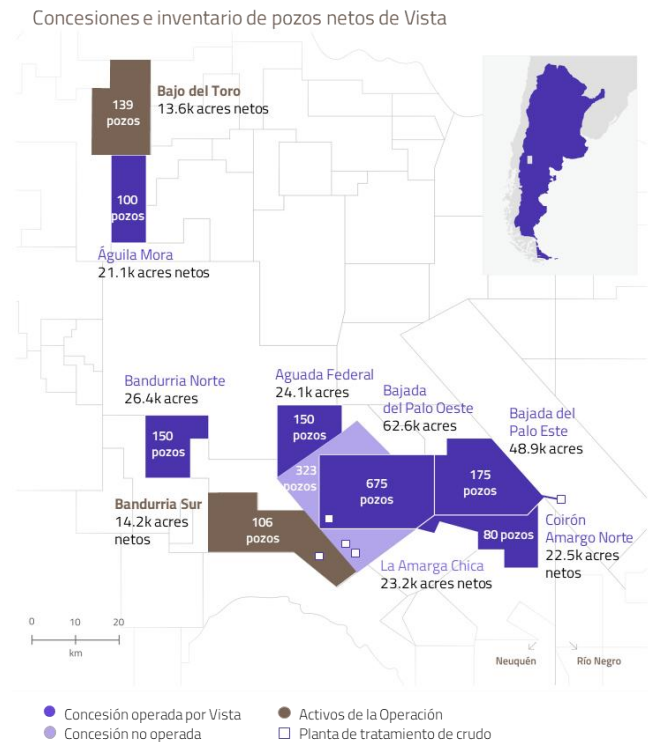 Concesiones e inventario de pozos netos de Vista
139
pozos
Bajo del Toro
13.6k acres netos
100
pozos
Águila Mora
21.1k acres netos
Bandurria Norte
26.4k acres
150
pozos
Aguada Federal
24.1k acres
150
pozos
Bajada
del Palo Oeste
62.6k acres
Bajada del
Palo Este
48.9k acres
323
pozos
675
pozos
175
pozos
Bandurria Sur
14.2k acres
netos
106
pozos
80 pozos
Coirón
Amargo Norte
22.5k acres
netos
La Amarga Chica
23.2k acres netos
0 10 20
km
Neuquén
Río Negro
Concesión operada por Vista
Activos de la Operación
Concesión no operada
Planta de tratamiento de crudo